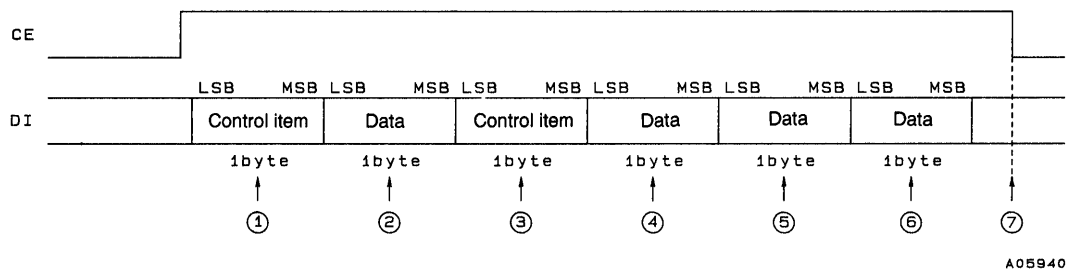 CE
LSB MSB LSB MSB LSB MSB LSB MSB LSB MSB LSB MSB
DI Control item Data Control item Data Data Data
1byte 1byte 1byte 1byte 1byte 1byte
① ② ③ ④ ⑤ ⑥ ⑦
A05940